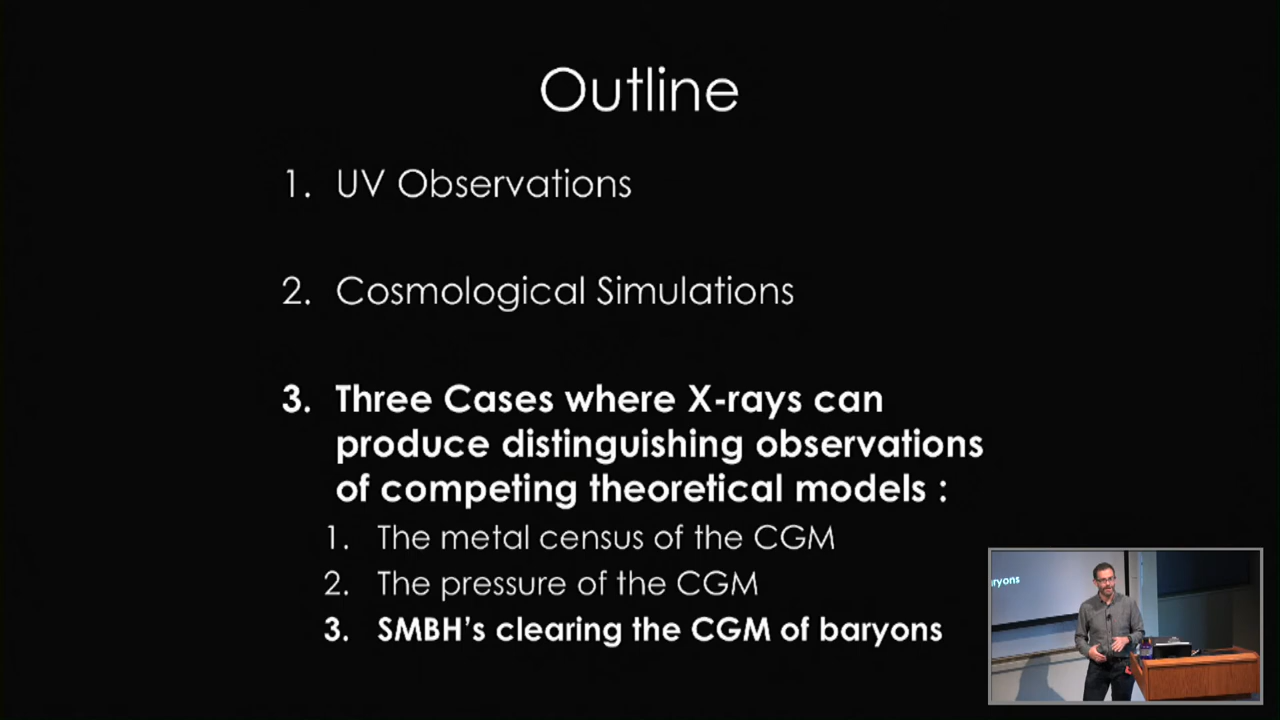 Outline
1. UV Observations
2. Cosmological Simulations
3. Three Cases where X-rays can
produce distinguishing observations
of competing theoretical models :
1. The metal census of the CGM
2. The pressure of the CGM
3. SMBH's clearing the CGM of baryons
aryons